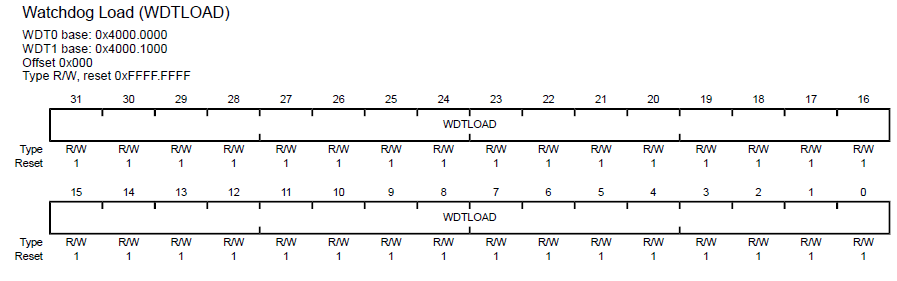 Watchdog Load (WDTLOAD)
WDT0 base: 0x4000.0000
WDT1 base: 0x4000.1000
Offset 0x000
Type R/W, reset 0xFFFF.FFFF
31 30 29 28 27 26 25 24 23 22 21 20 19 18 17 16
WDTLOAD
Type R/W R/W R/W R/W R/W R/W R/W R/W R/W R/W R/W R/W R/W R/W R/W R/W
Reset 1 1 1 1 1 1 1 1 1 1 1 1 1 1 1 1
15 14 13 12 11 10 9 8 7 6 5 4 3 2 1 0
WDTLOAD
Type R/W R/W R/W R/W R/W R/W R/W R/W R/W R/W R/W R/W R/W R/W R/W R/W
Reset 1 1 1 1 1 1 1 1 1 1 1 1 1 1 1 1